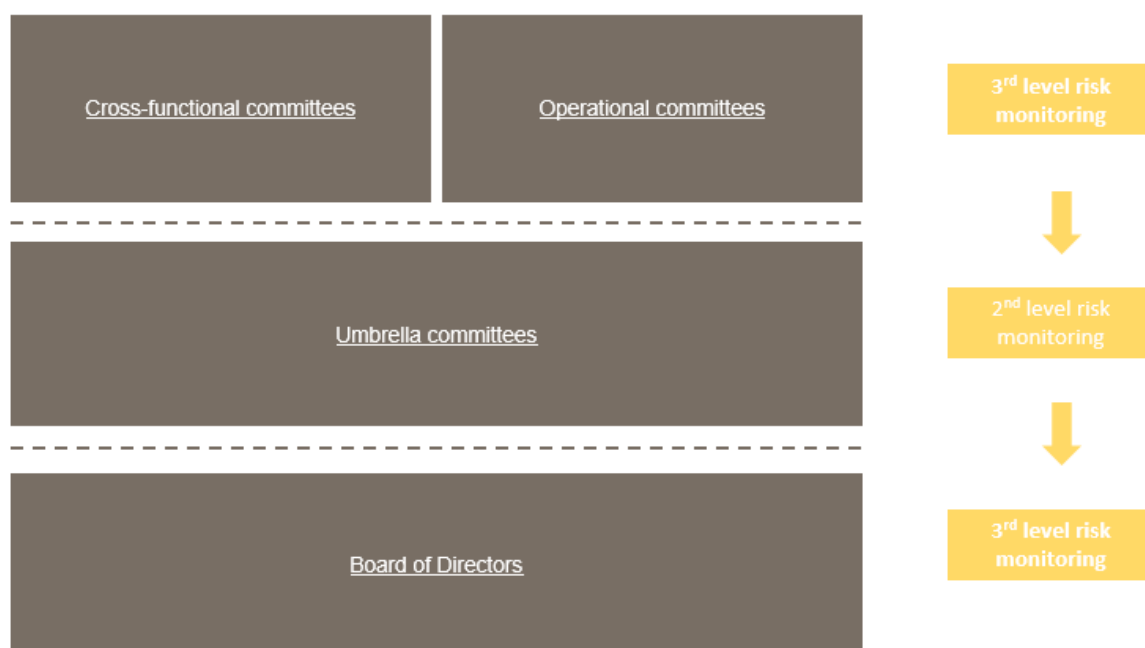 Cross-functional committees
Operational committees
3rd level risk
monitoring
Umbrella committees
2nd level risk
monitoring
Board of Directors
3rd level risk
monitoring